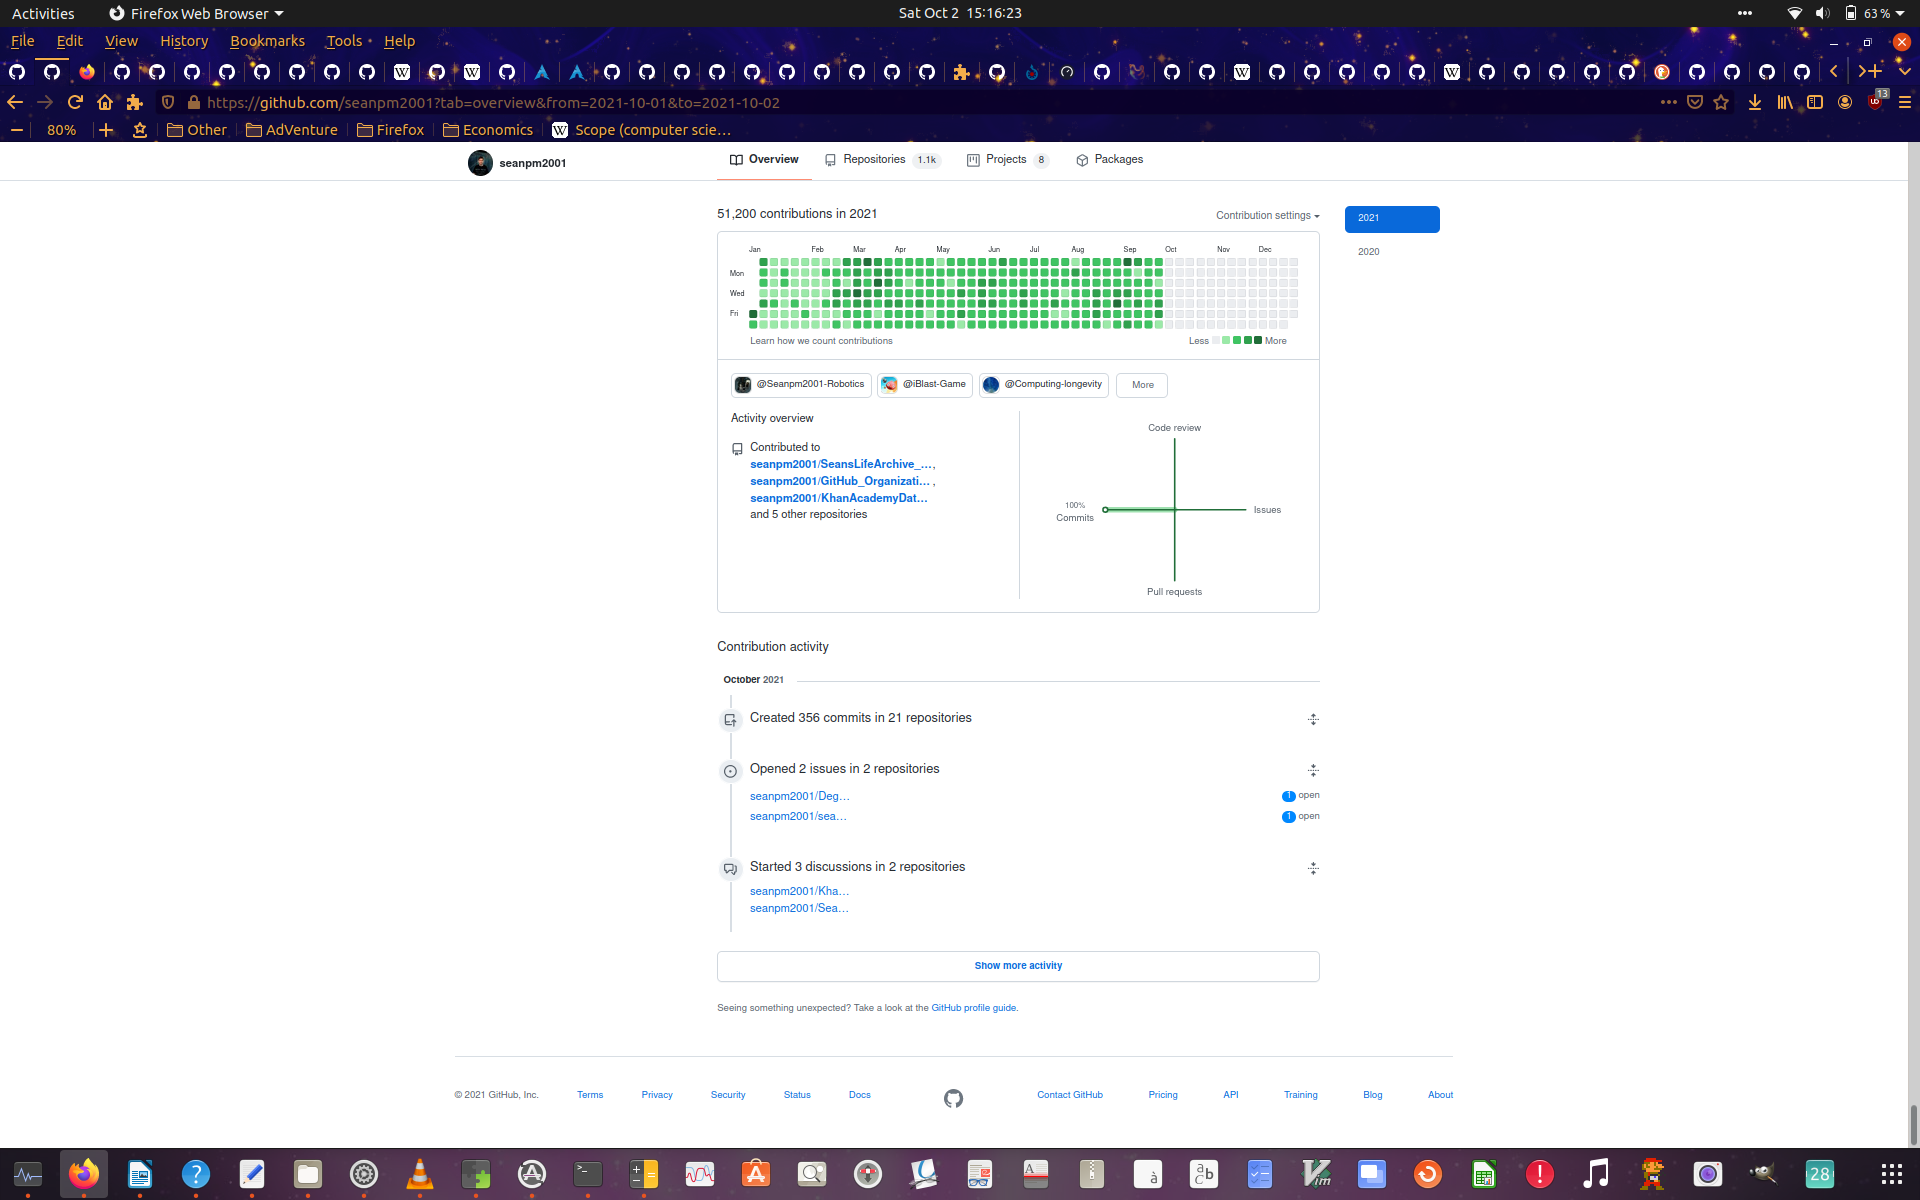 Activities
Firefox Web Browser
Sat Oct 2 15:16:23
63 %
File Edit View History Bookmarks Tools Help
https://github.com/seanpm2001?tab=overview&from=2021-10-01&to=2021-10-02
13
80%
Other
AdVenture
Firefox
Economics
Scope (computer scie…
seanpm2001
Overview
Repositories 1.1k
Projects 8
Packages
51,200 contributions in 2021
Contribution settings
2021
2020
Jan Feb Mar Apr May Jun Jul Aug Sep Oct Nov Dec
Mon
Wed
Fri
Learn how we count contributions
Less
More
@Seanpm2001-Robotics
@iBlast-Game
@Computing-longevity
More
Activity overview
Contributed to
seanpm2001/SeansLifeArchive_…,
seanpm2001/GitHub_Organizati… ,
seanpm2001/KhanAcademyDat…
and 5 other repositories
Code review
100%
Commits
Issues
Pull requests
Contribution activity
October 2021
Created 356 commits in 21 repositories
Opened 2 issues in 2 repositories
seanpm2001/Deg…
1 open
seanpm2001/sea…
1 open
Started 3 discussions in 2 repositories
seanpm2001/Kha…
seanpm2001/Sea…
Show more activity
Seeing something unexpected? Take a look at the GitHub profile guide.
© 2021 GitHub, Inc.
Terms
Privacy
Security
Status
Docs
Contact GitHub
Pricing
API
Training
Blog
About
28